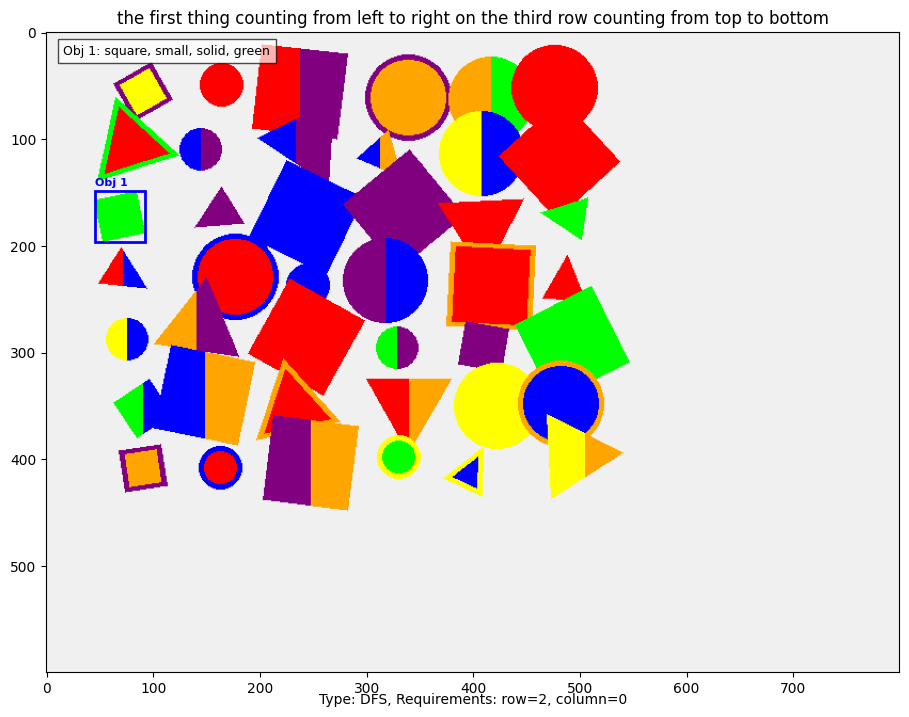 the first thing counting from left to right on the third row counting from top to bottom
0
Obj 1: square, small, solid, green
100
Obj 1
200
300
400
500
0 100 200 300 400 500 600 700
Type: DFS, Requirements: row=2, column=0